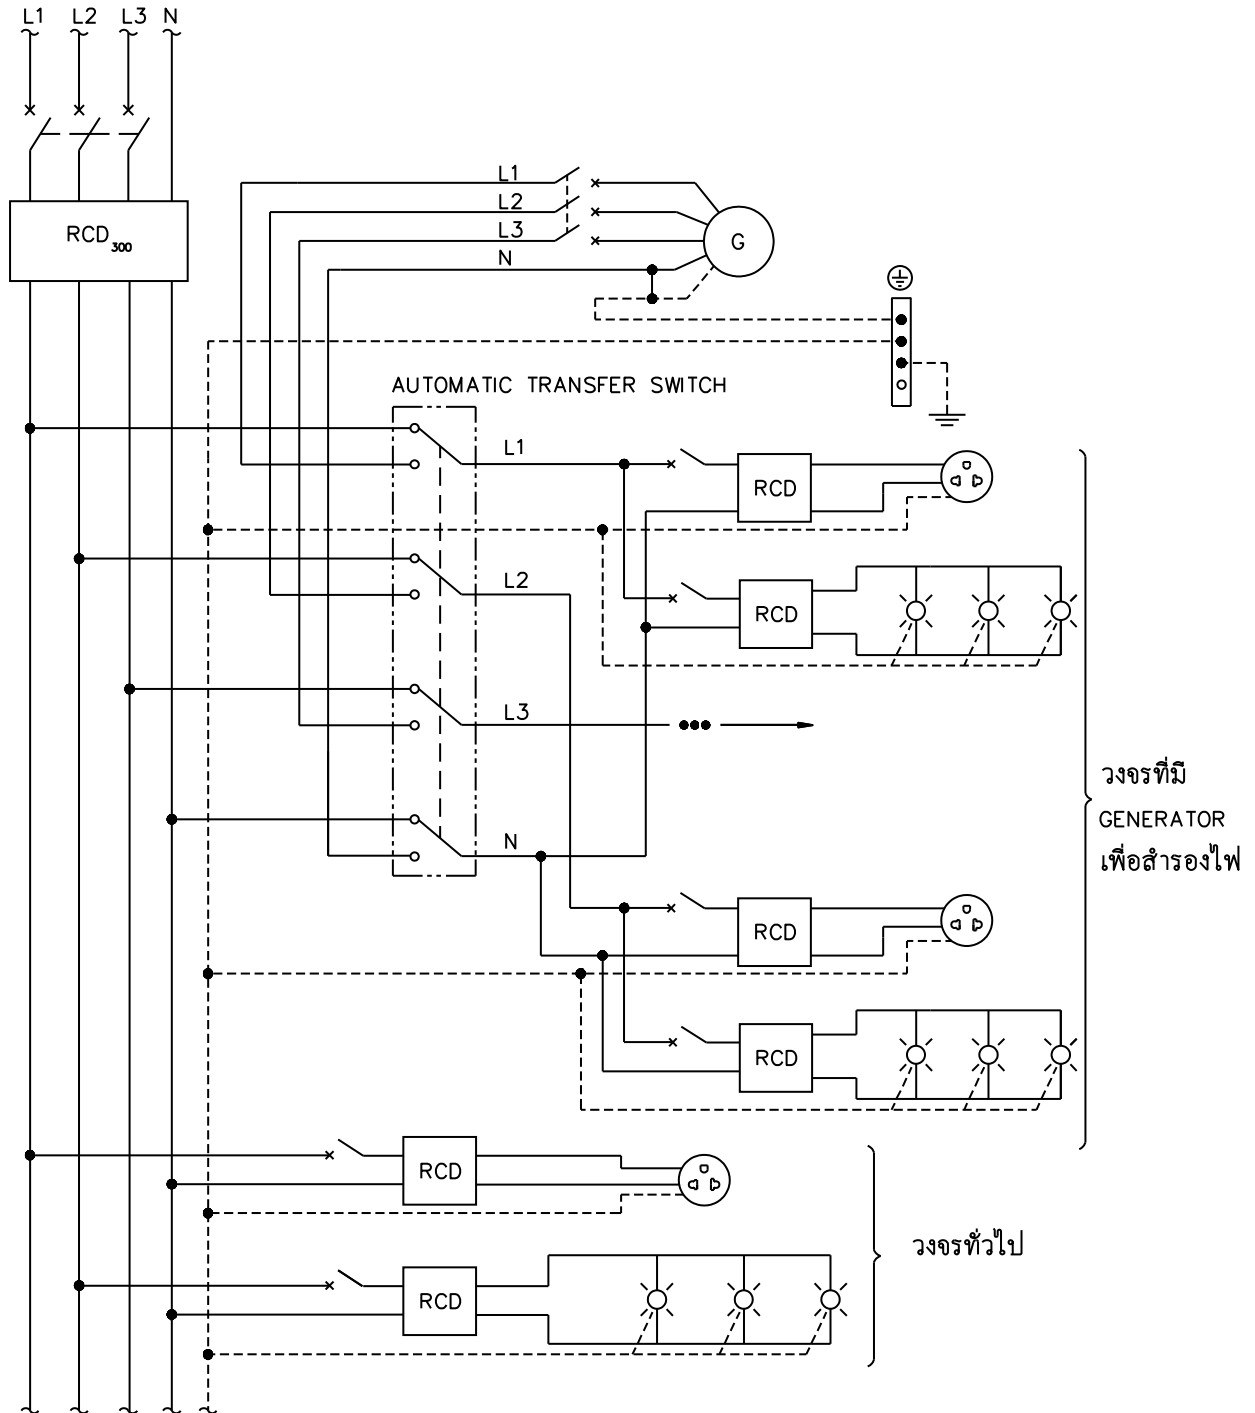 L1 L2 L3 N
RCD300
L1
L2
L3
N
G
AUTOMATIC TRANSFER SWITCH
L1
RCD
L2
RCD
L3
วงจรที่มี
GENERATOR
เพื่อสำรองไฟ
N
RCD
RCD
RCD
วงจรทั่วไป
RCD